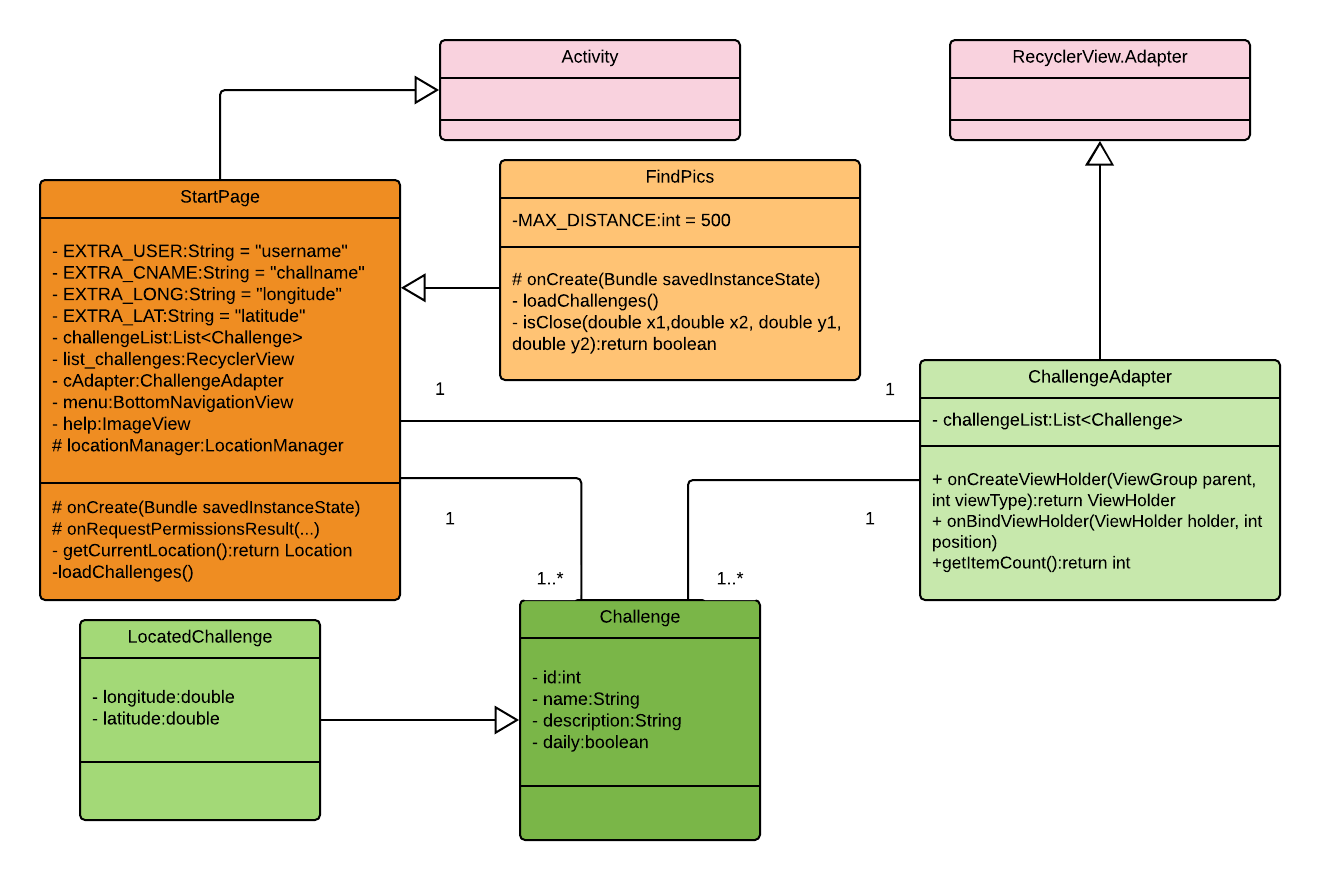 Activity
RecyclerView.Adapter
StartPage
- EXTRA_USER:String = "username"
- EXTRA_CNAME:String = "challname"
- EXTRA_LONG:String = "longitude"
- EXTRA_LAT:String = "latitude"
- challengeList:List<Challenge>
- list_challenges:RecyclerView
- cAdapter:ChallengeAdapter
- menu:BottomNavigationView
- help:ImageView
# locationManager:LocationManager
# onCreate(Bundle savedInstanceState)
# onRequestPermissionsResult(...)
- getCurrentLocation():return Location
-loadChallenges()
FindPics
-MAX_DISTANCE:int = 500
# onCreate(Bundle savedInstanceState)
- loadChallenges()
- isClose(double x1,double x2, double y1,
double y2):return boolean
1
1
ChallengeAdapter
- challengeList:List<Challenge>
+ onCreateViewHolder(ViewGroup parent,
int viewType):return ViewHolder
+ onBindViewHolder(ViewHolder holder, int
position)
+getItemCount():return int
1
1
1..*
1..*
LocatedChallenge
- longitude:double
- latitude:double
Challenge
- id:int
- name:String
- description:String
- daily:boolean